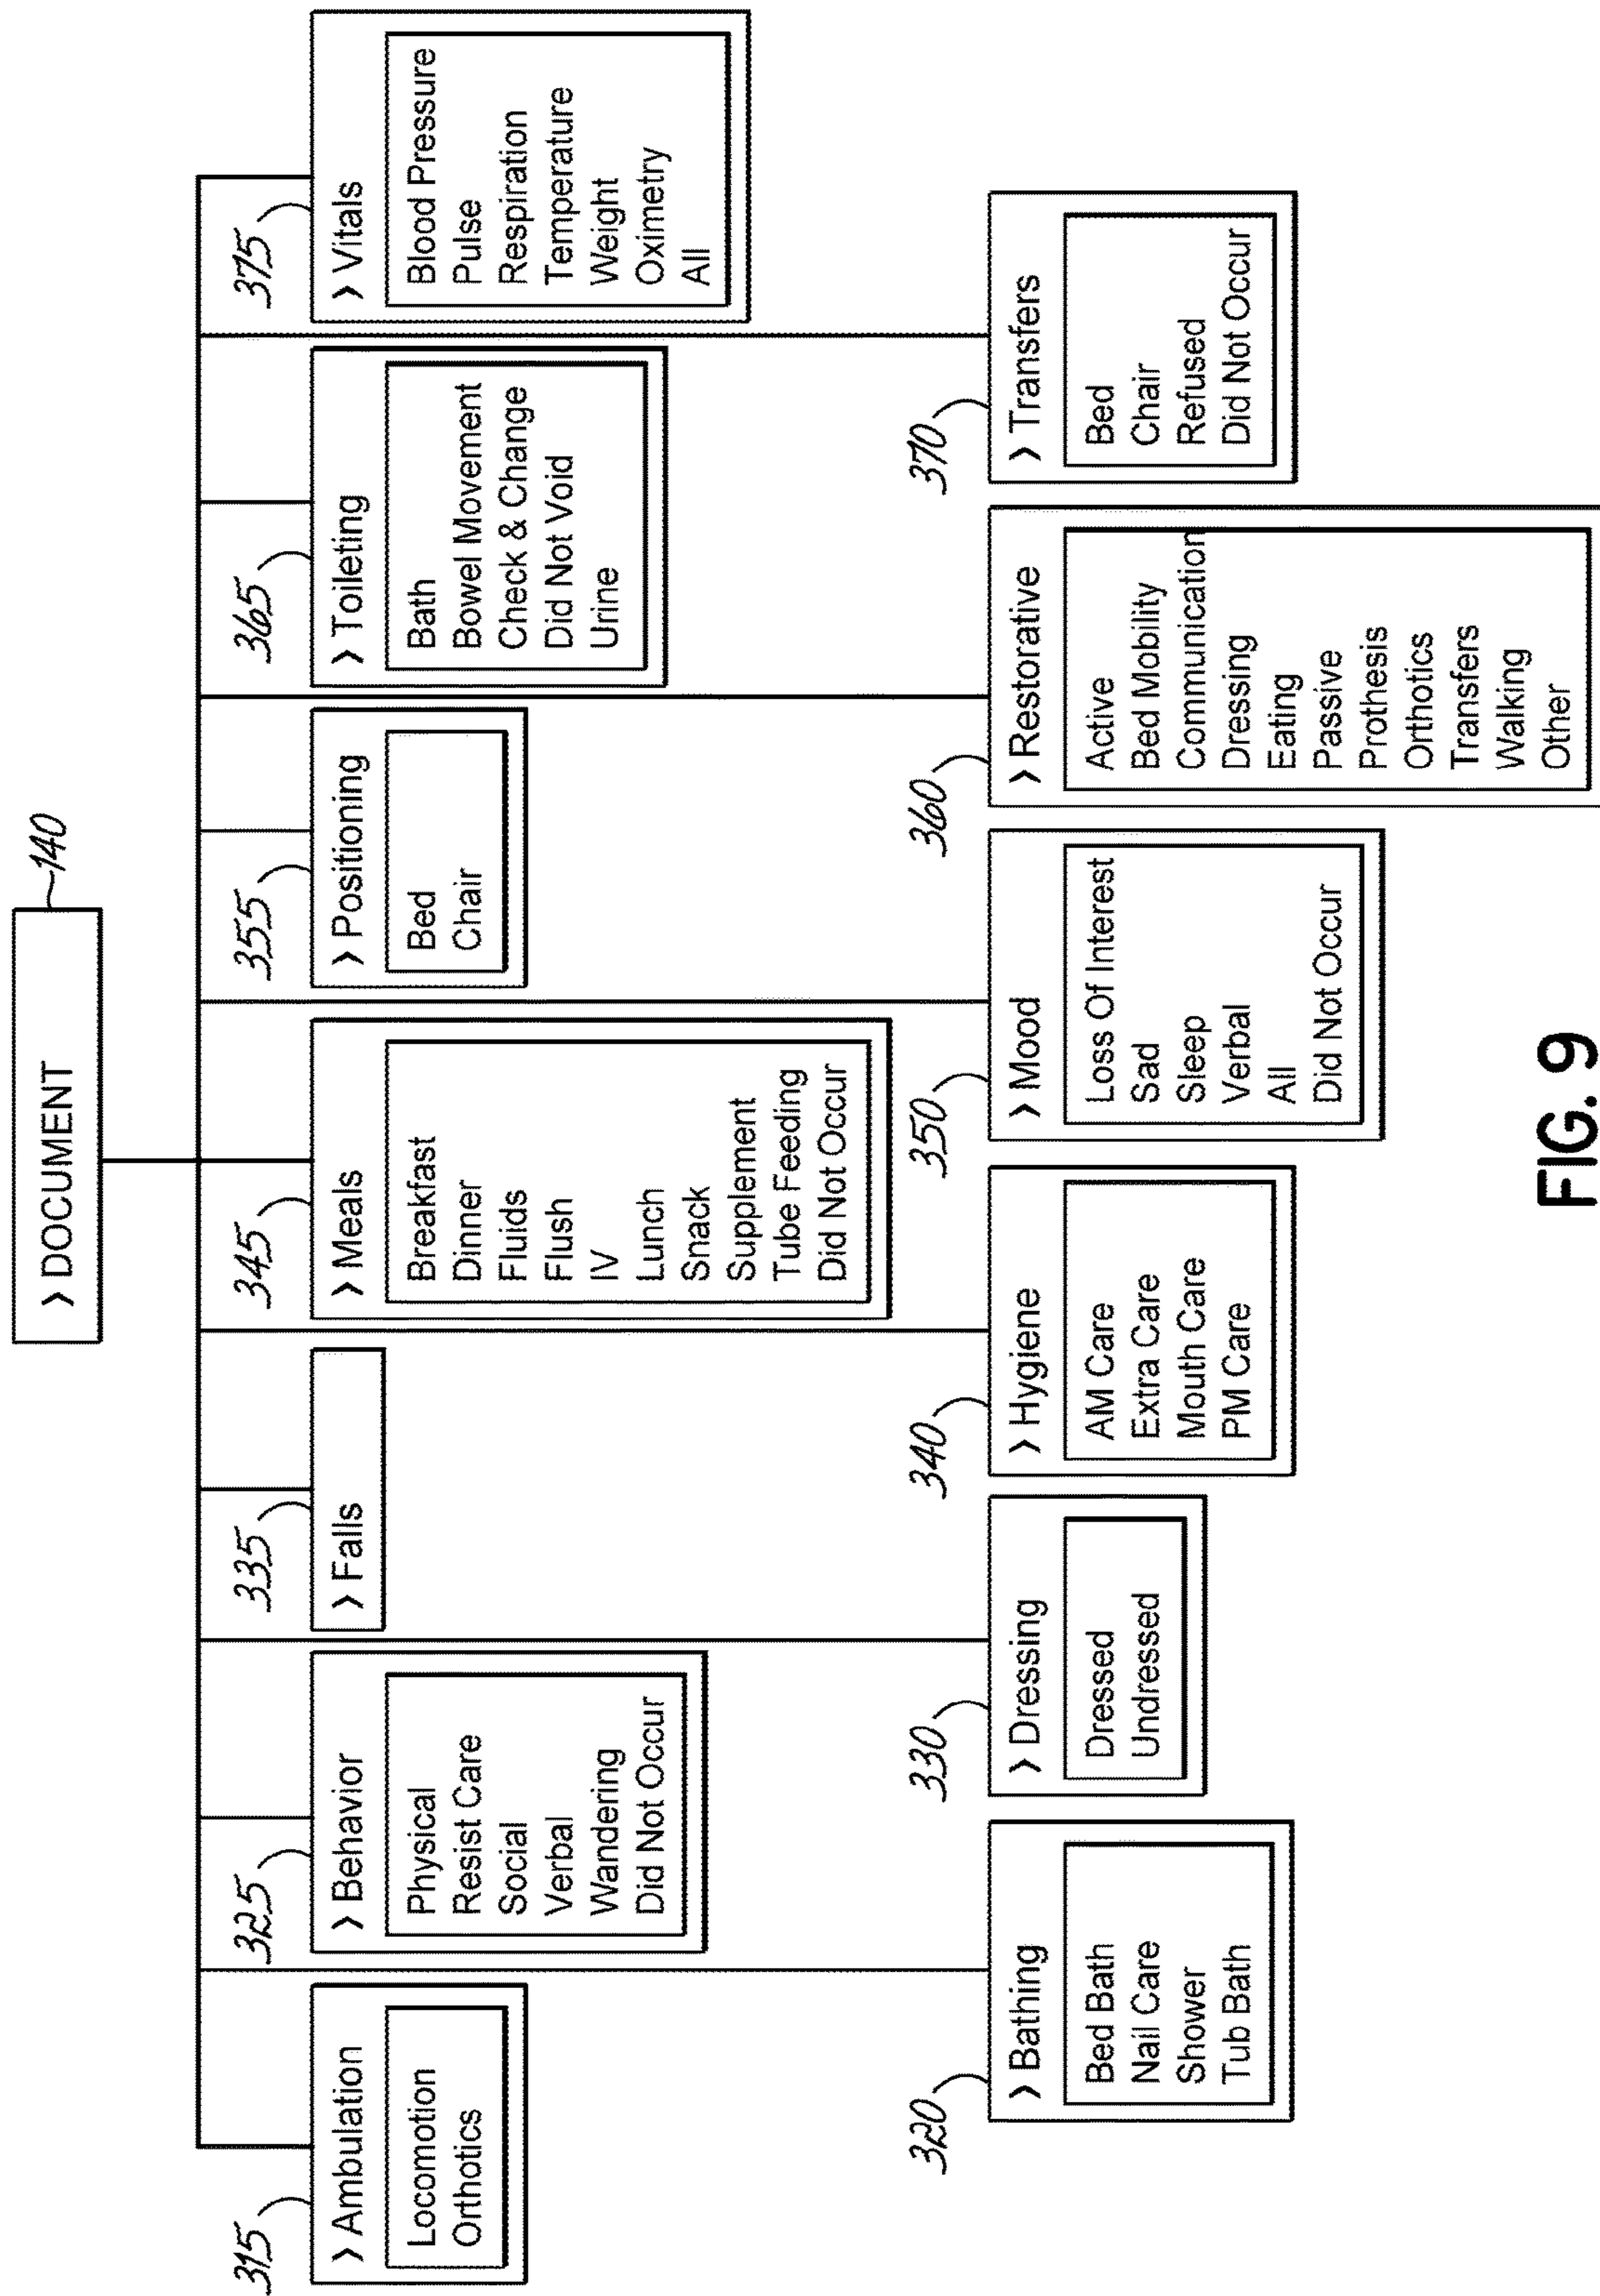 > DOCUMENT
140
315
> Ambulation
Locomotion
Orthotics
325
> Behavior
Physical
Resist Care
Social
Verbal
Wandering
Did Not Occur
335
> Falls
345
> Meals
Breakfast
Dinner
Fluids
Flush
IV
Lunch
Snack
Supplement
Tube Feeding
Did Not Occur
355
> Positioning
Bed
Chair
365
> Toileting
Bath
Bowel Movement
Check & Change
Did Not Void
Urine
375
> Vitals
Blood Pressure
Pulse
Respiration
Temperature
Weight
Oximetry
All
320
> Bathing
Bed Bath
Nail Care
Shower
Tub Bath
330
> Dressing
Dressed
Undressed
340
> Hygiene
AM Care
Extra Care
Mouth Care
PM Care
350
> Mood
Loss Of Interest
Sad
Sleep
Verbal
All
Did Not Occur
360
> Restorative
Active
Bed Mobility
Communication
Dressing
Eating
Passive
Prothesis
Orthotics
Transfers
Walking
Other
370
> Transfers
Bed
Chair
Refused
Did Not Occur
FIG. 9